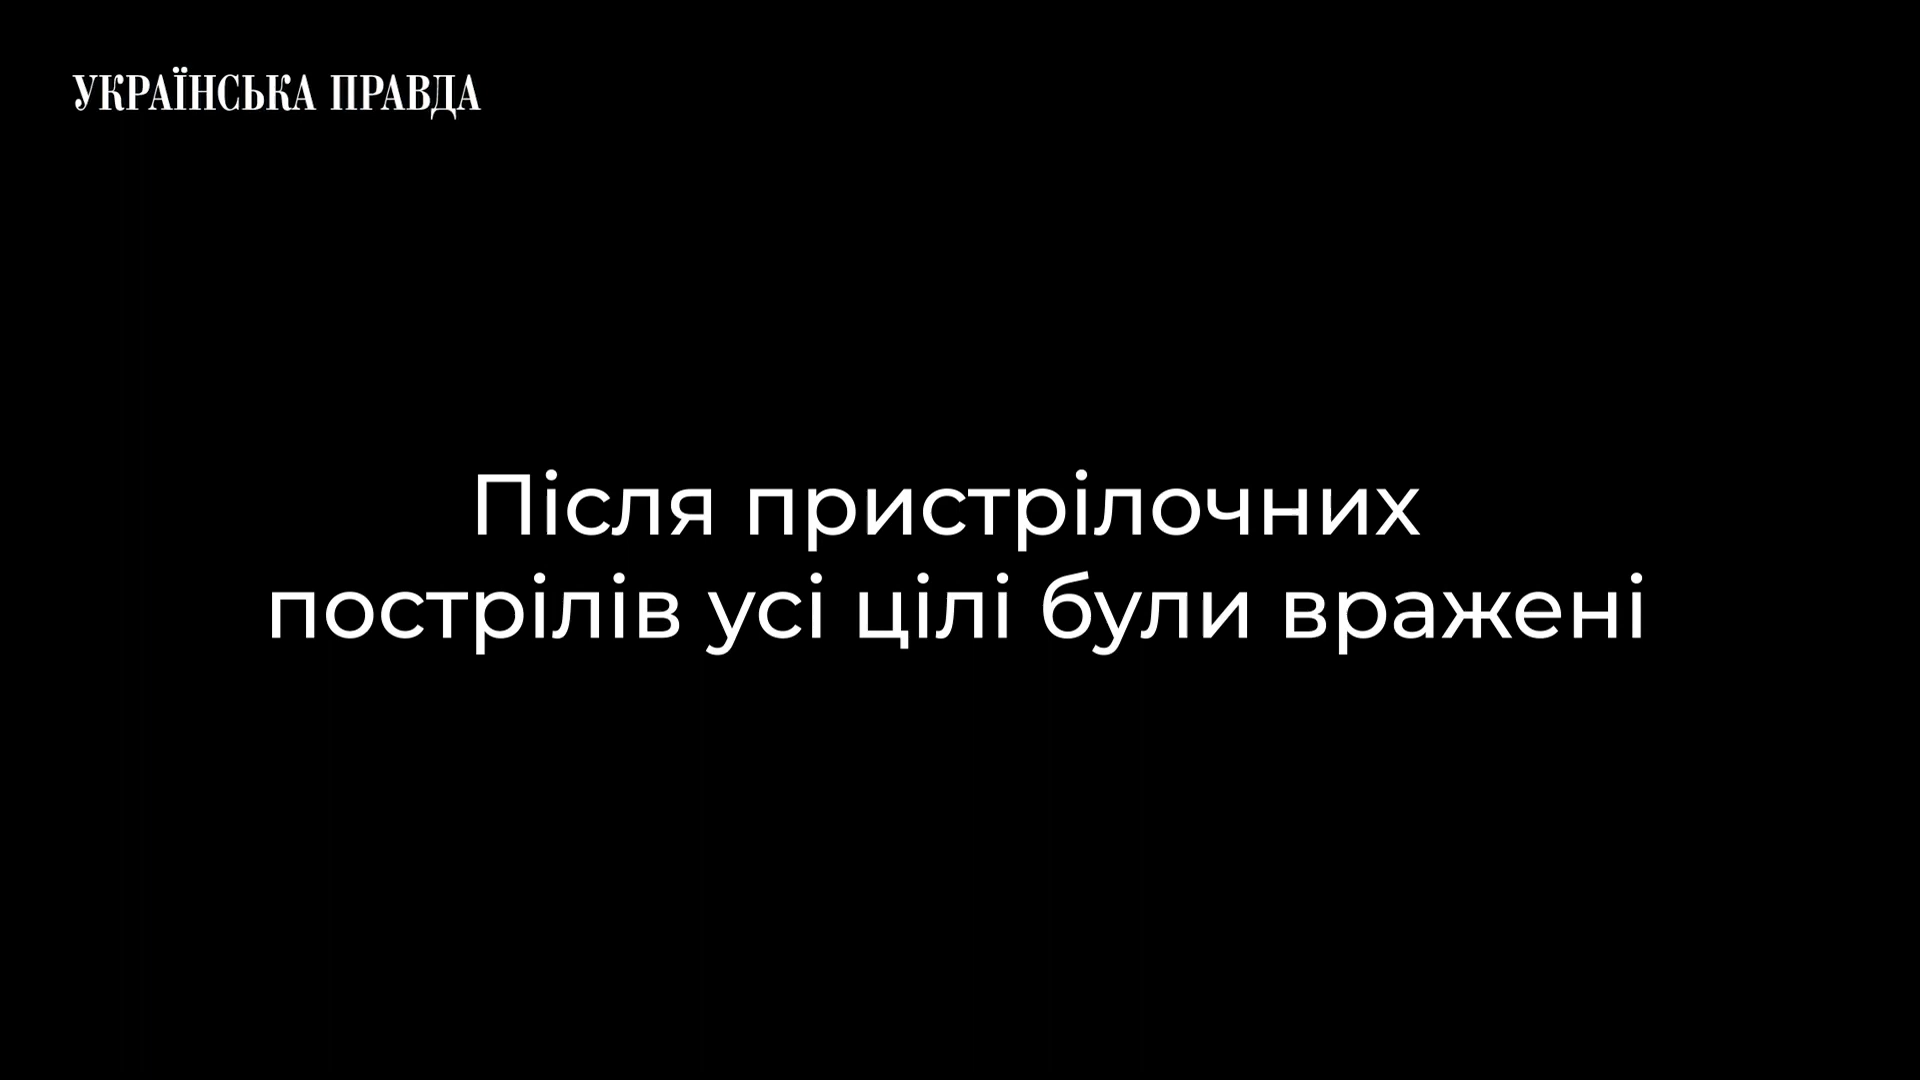 УКРАЇНСЬКА ПРАВДА
Після пристрілочних
пострілів усі цілі були вражені